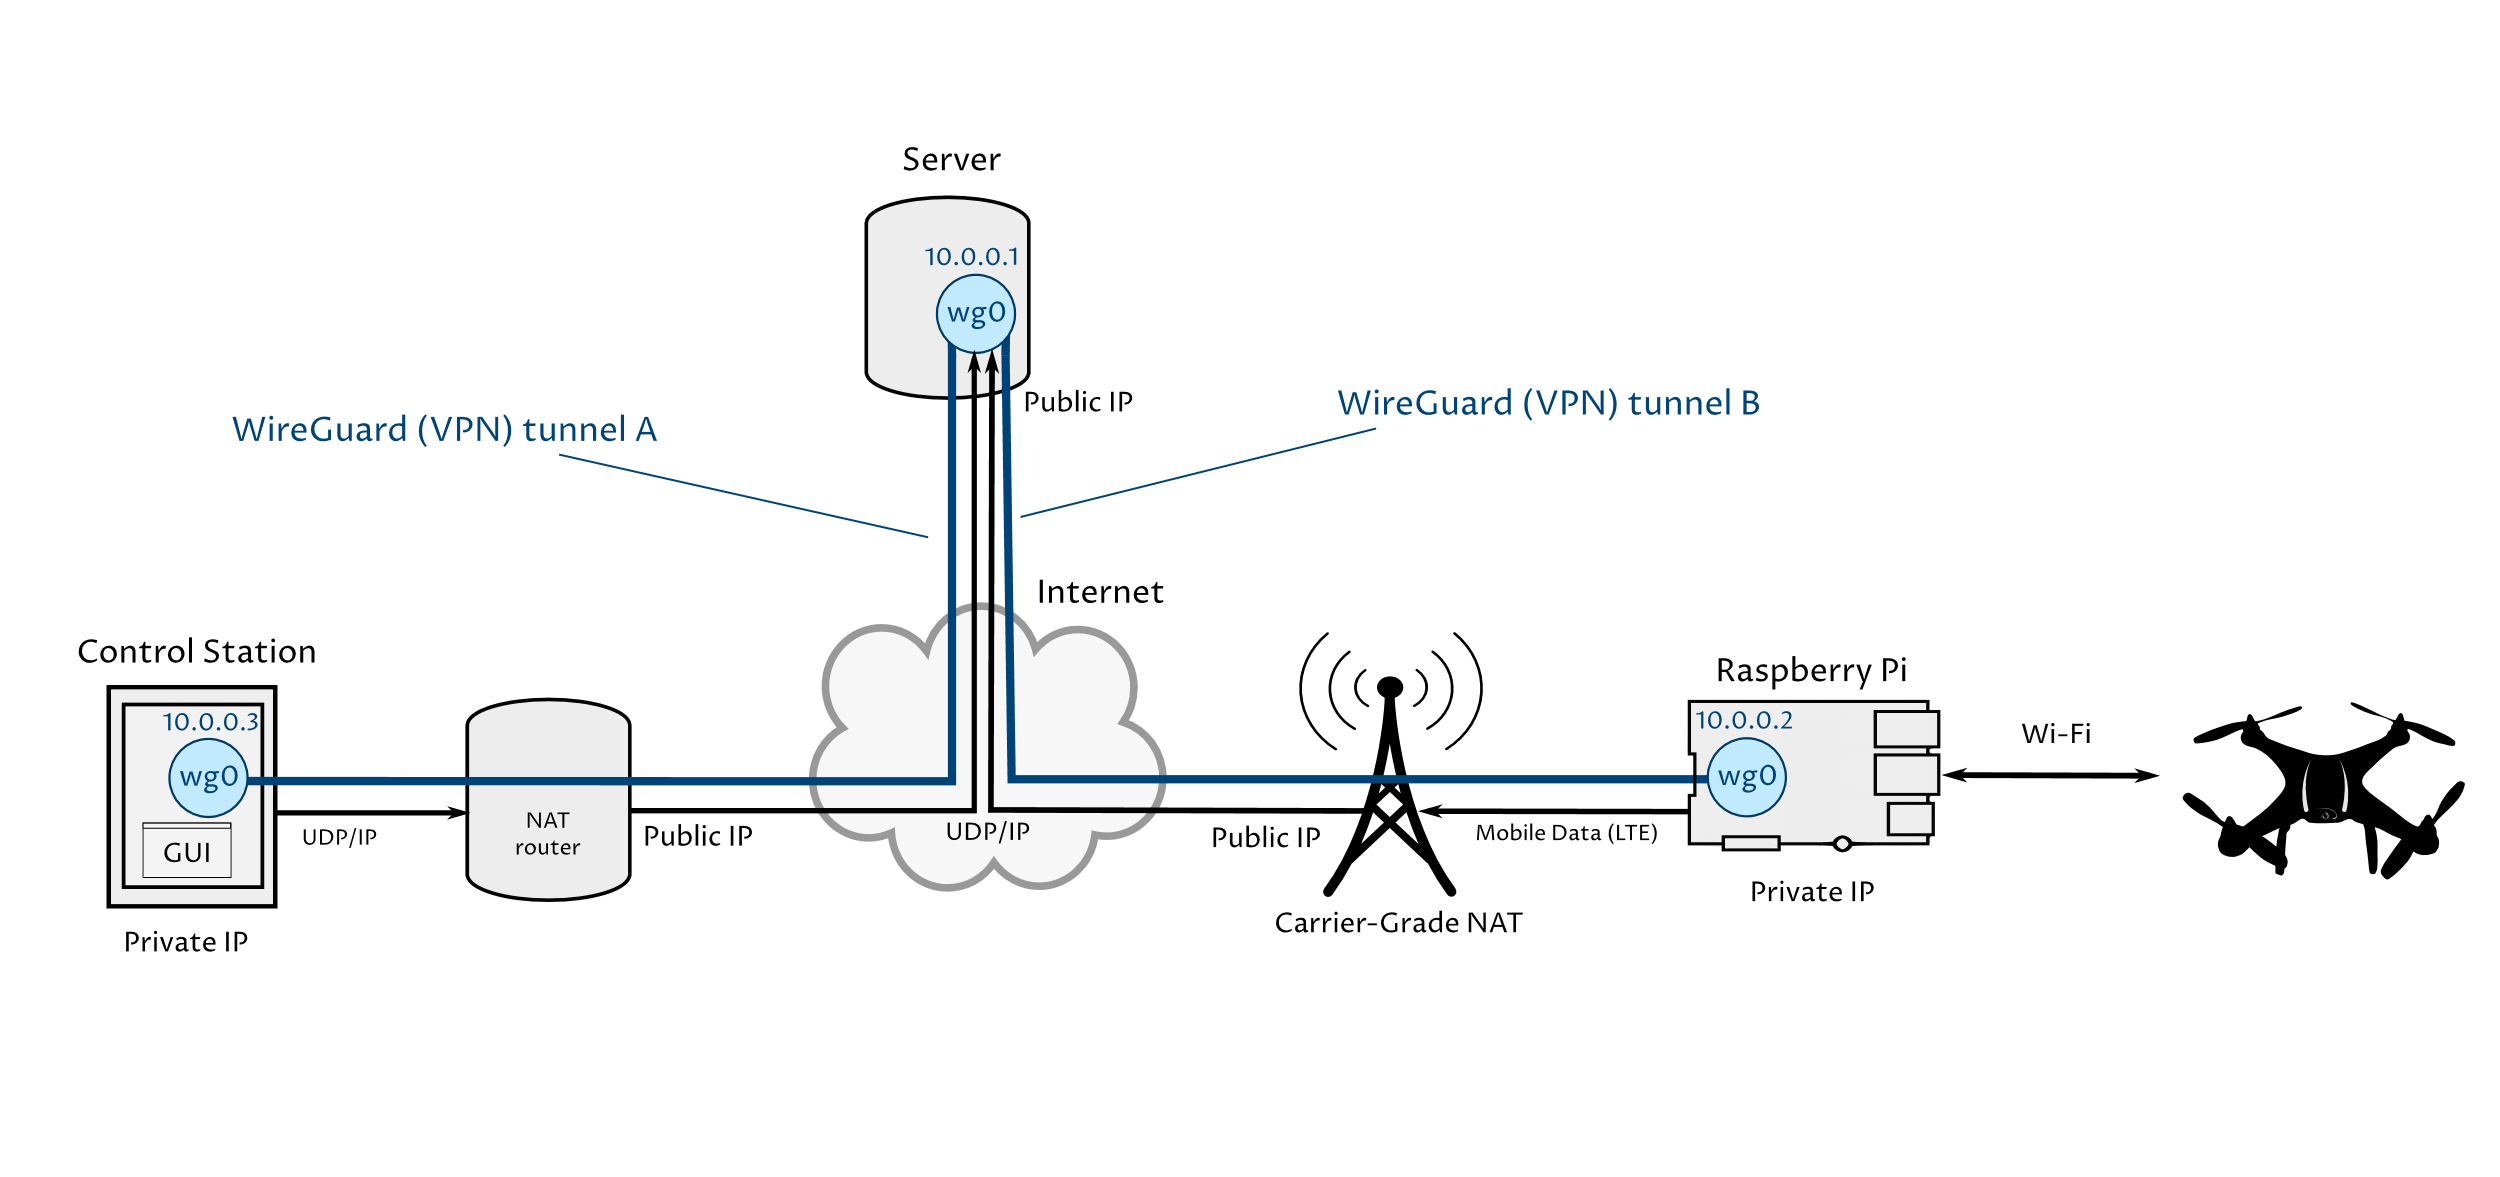 Server
10.0.0.1
wg0
Public IP
WireGuard (VPN) tunnel A
WireGuard (VPN) tunnel B
Internet
Control Station
10.0.0.3
wg0
GUI
Private IP
UDP/IP
NAT
router
Public IP
UDP/IP
Public IP
Carrier-Grade NAT
Mobile Data (LTE)
Raspberry Pi
10.0.0.2
wg0
Private IP
Wi-Fi